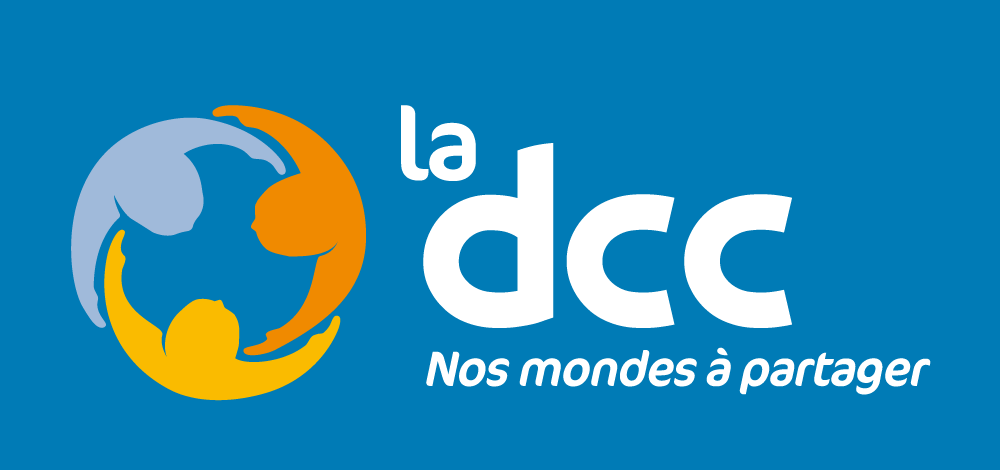 la
dcc
Nos mondes à partager